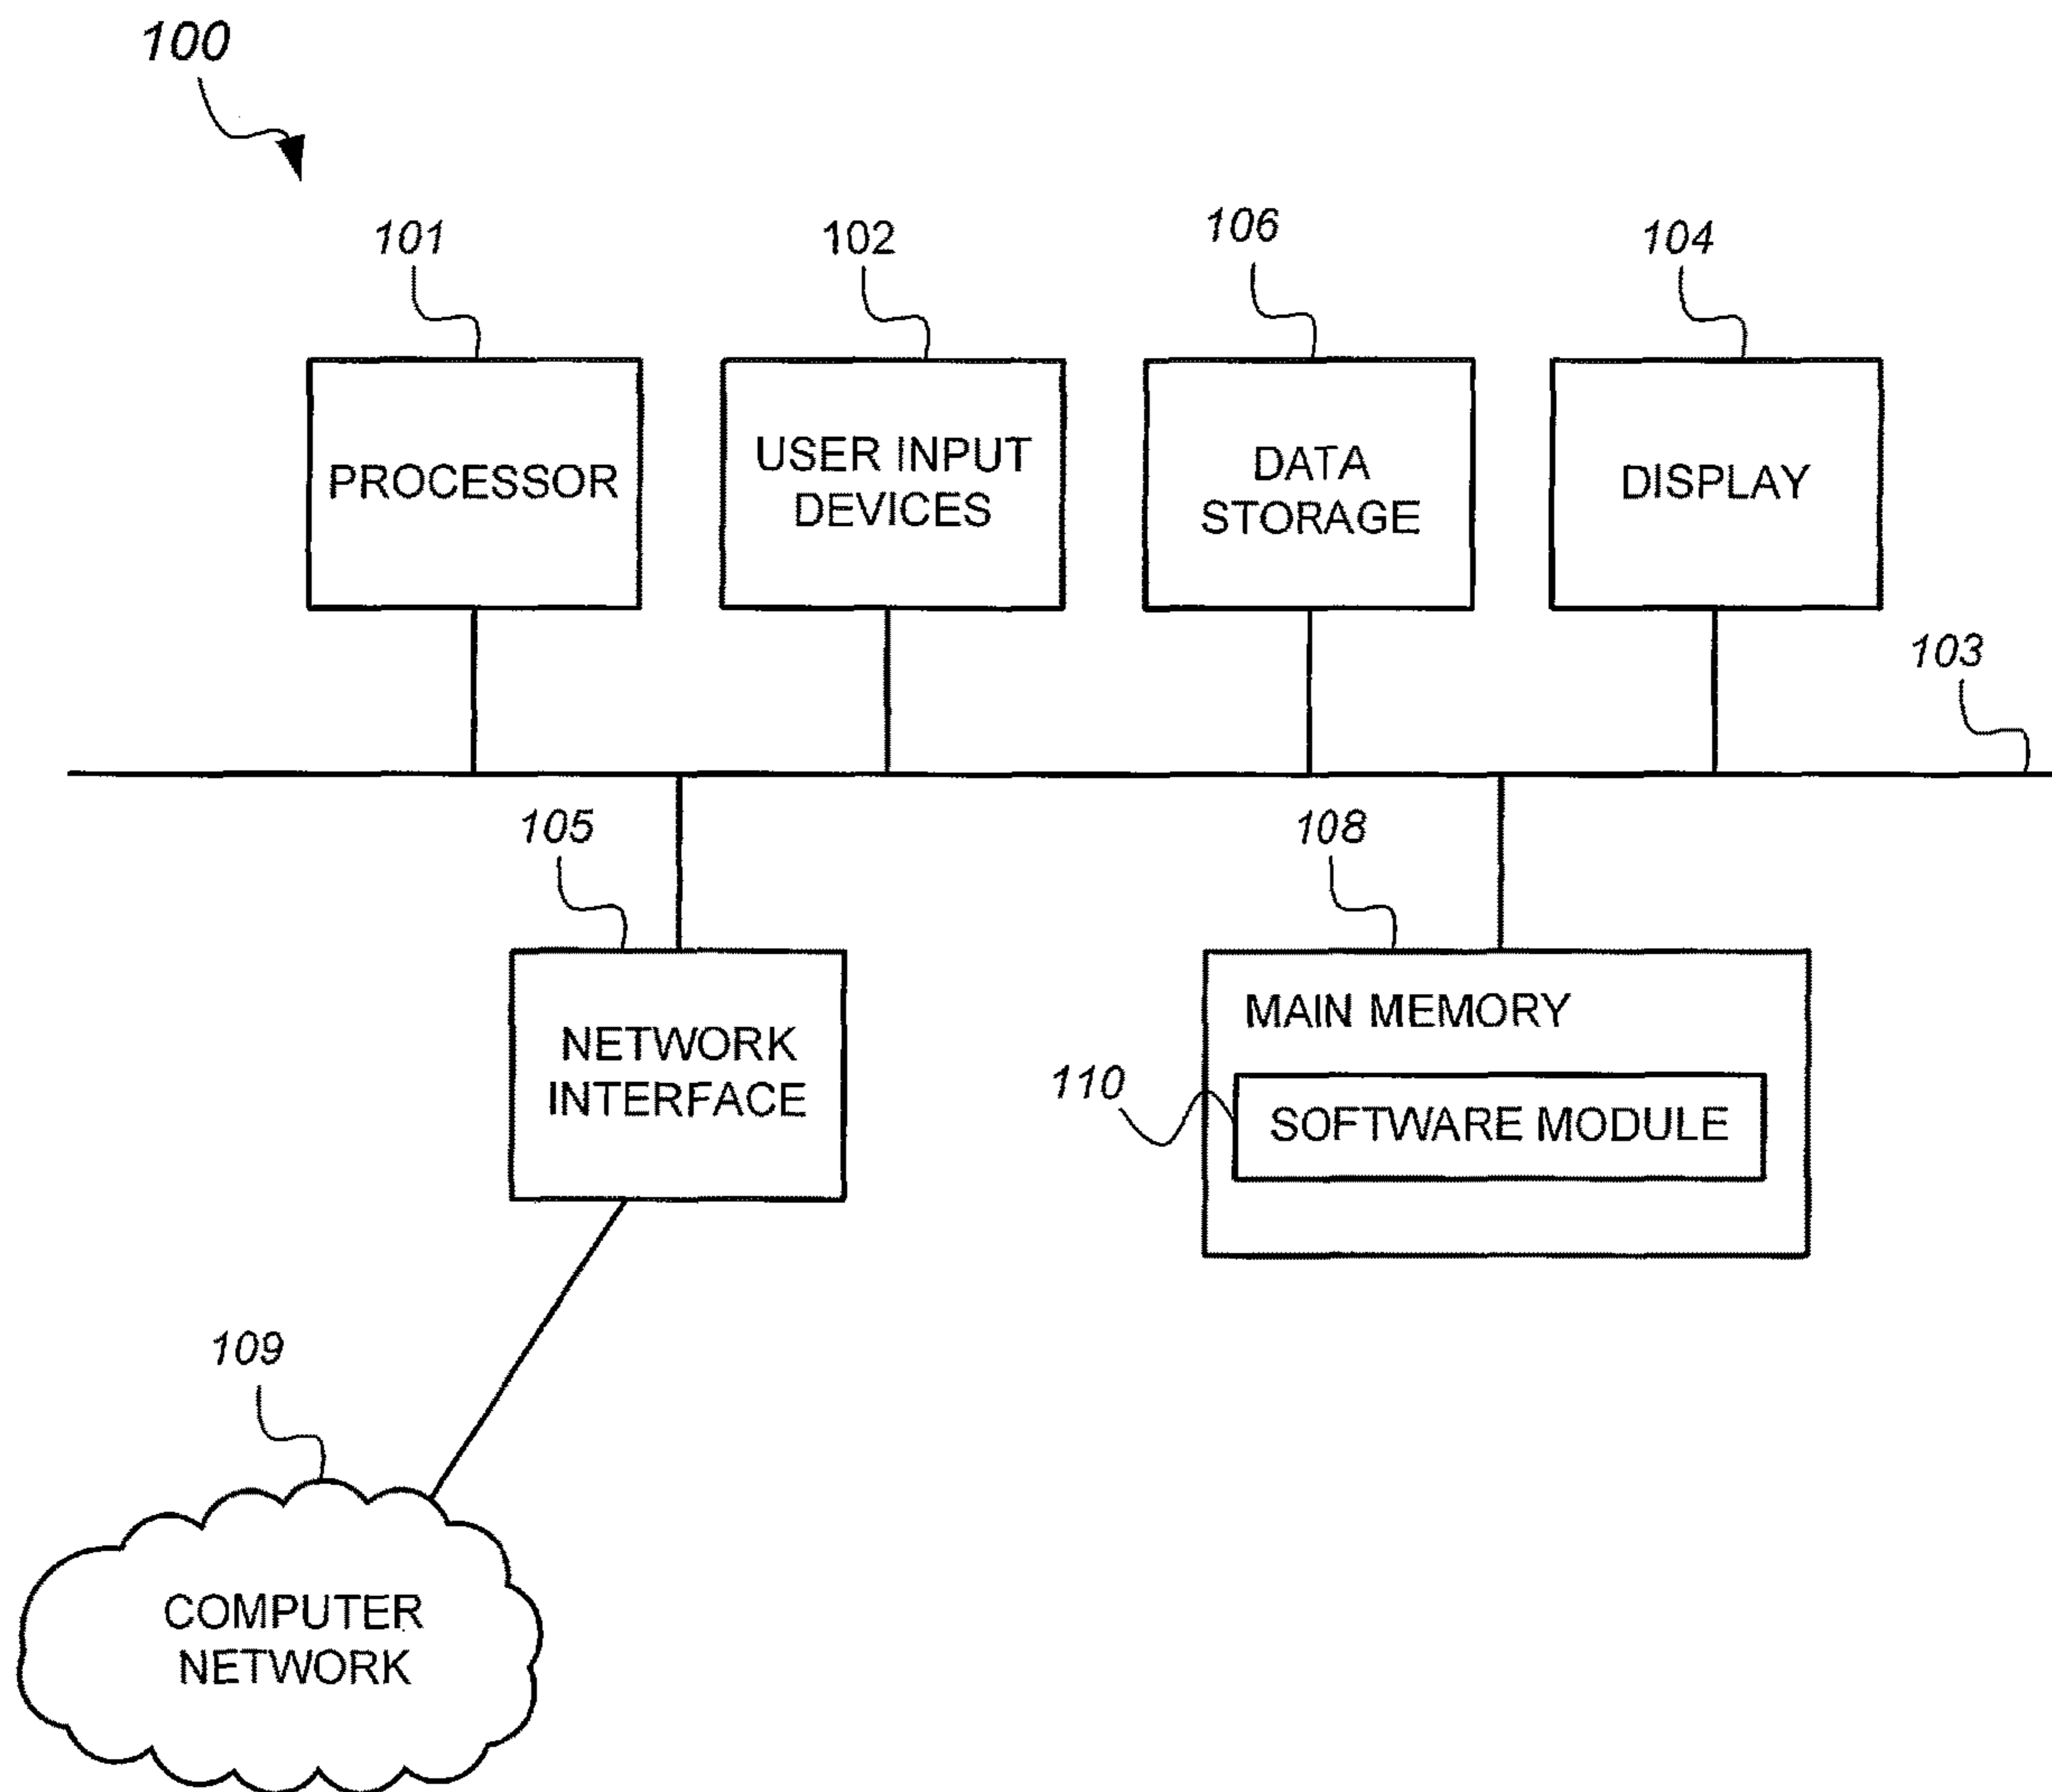 100
101
102
106
104
PROCESSOR
USER INPUT
DEVICES
DATA
STORAGE
DISPLAY
103
105
108
NETWORK
INTERFACE
MAIN MEMORY
110
SOFTWARE MODULE
109
COMPUTER
NETWORK